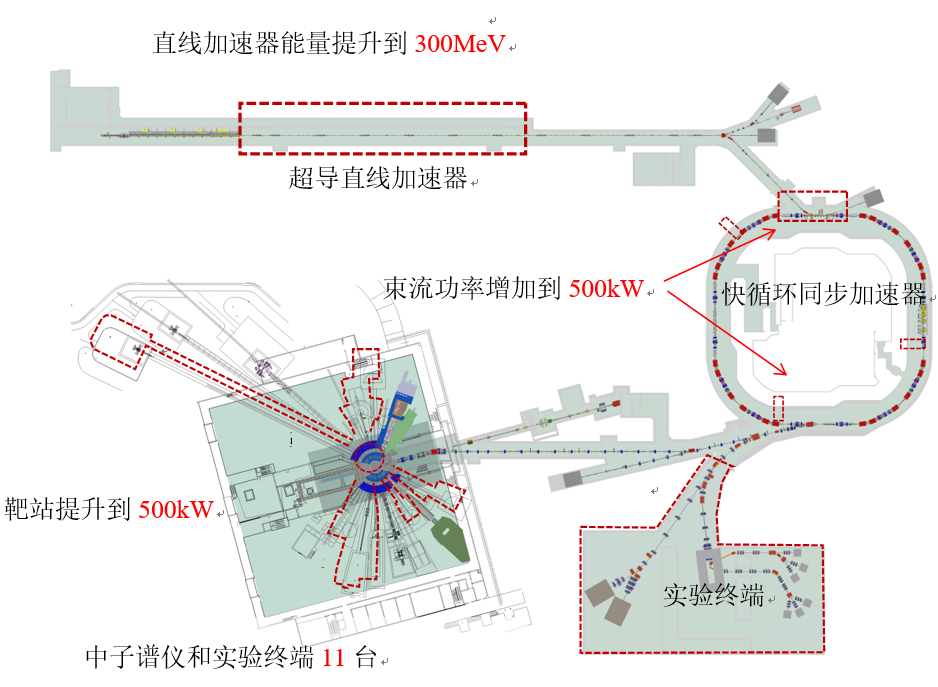 直线加速器能量提升到 300MeV
超导直线加速器
束流功率增加到 500kW
快循环同步加速器
靶站提升到 500kW
实验终端
中子谱仪和实验终端 11 台